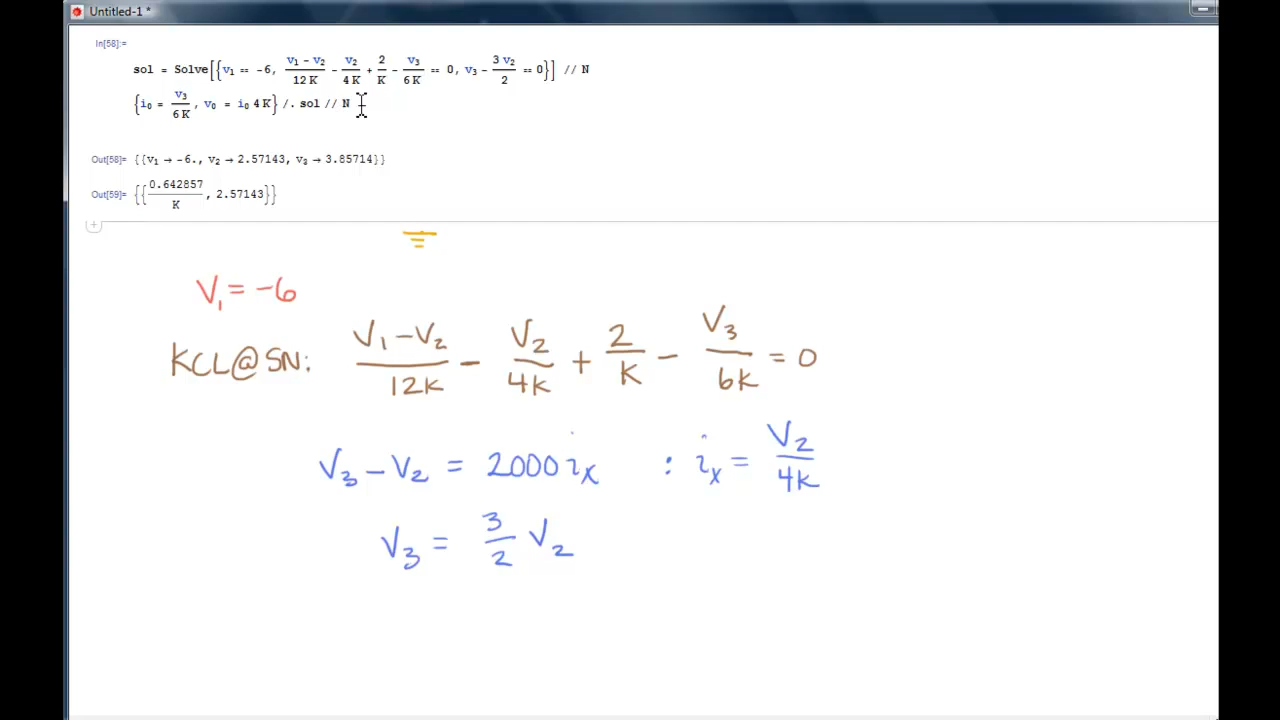 Untitled-1 *
In[58]:=
sol = Solve[{v₁ == -6, (v₁ - v₂)/(12 K) - v₂/(4 K) + 2/K - v₃/(6 K) == 0, v₃ - (3 v₂)/2 == 0}] // N
{i₀ = v₃/(6 K), v₀ = i₀ 4 K} /. sol // N
Out[58]= {{v₁ → -6., v₂ → 2.57143, v₃ → 3.85714}}
Out[59]= {{0.642857/K, 2.57143}}
V₁ = -6
KCL@SN: (V₁ - V₂)/12K - V₂/4K + 2/K - V₃/6K = 0
V₃ - V₂ = 2000 iₓ : iₓ = V₂/4K
V₃ = 3/2 V₂